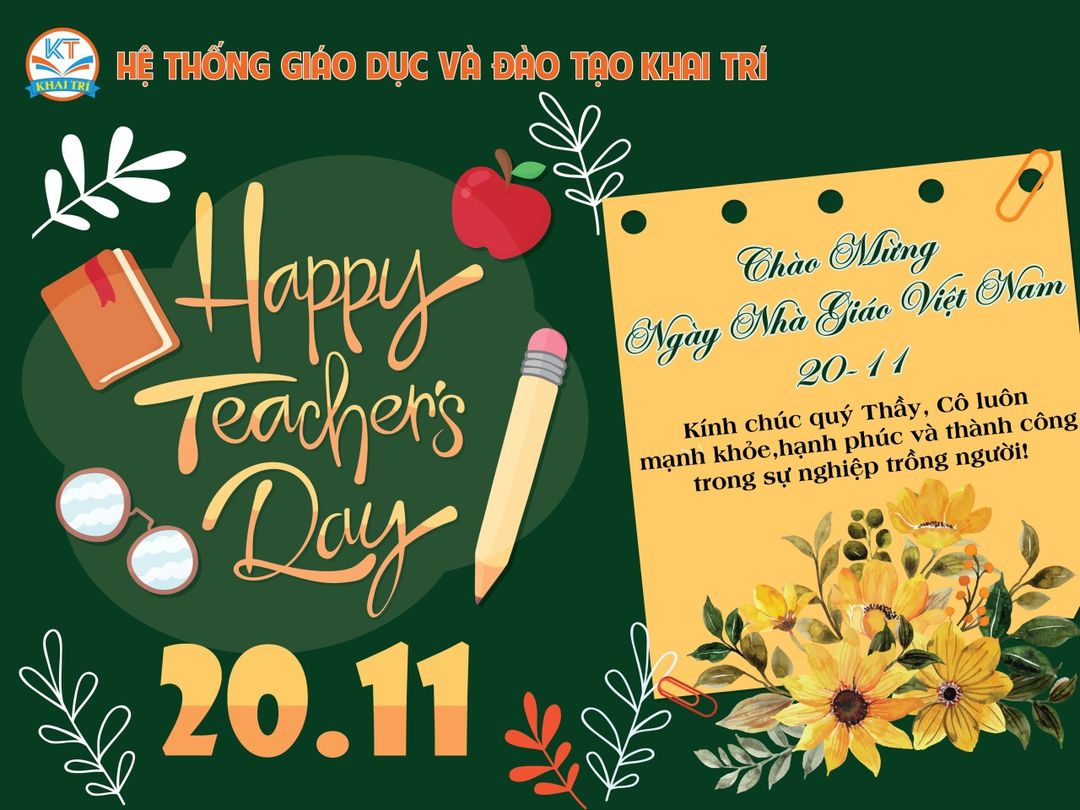 KT
KHAI TRÍ
HỆ THỐNG GIÁO DỤC VÀ ĐÀO TẠO KHAI TRÍ
Happy
Teacher's
Day
20.11
Chào Mừng
Ngày Nhà Giáo Việt Nam
20-11
Kính chúc quý Thầy, Cô luôn
mạnh khỏe,hạnh phúc và thành công
trong sự nghiệp trồng người!